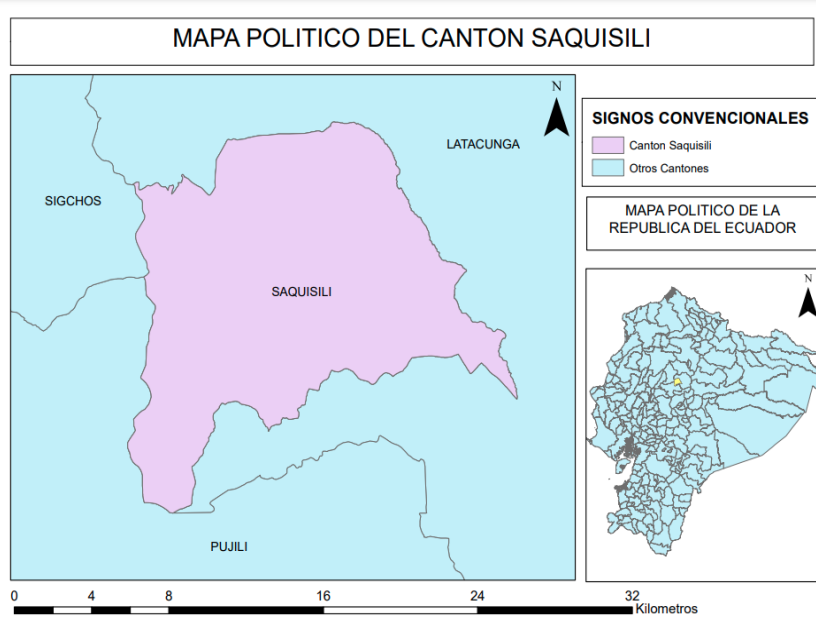 MAPA POLITICO DEL CANTON SAQUISILI
N
LATACUNGA
SIGCHOS
SAQUISILI
PUJILI
SIGNOS CONVENCIONALES
Canton Saquisili
Otros Cantones
MAPA POLITICO DE LA
REPUBLICA DEL ECUADOR
N
0 4 8 16 24 32
Kilometros